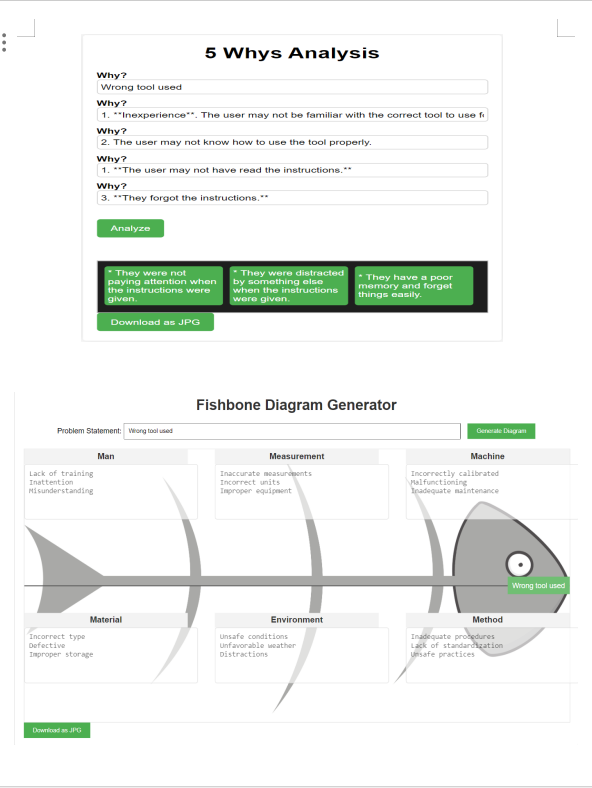 5 Whys Analysis
Why?
Wrong tool used
Why?
1. **Inexperience**. The user may not be familiar with the correct tool to use
Why?
2. The user may not know how to use the tool properly.
Why?
1. **The user may not have read the instructions.**
Why?
3. **They forgot the instructions.**
Analyze
* They were not
paying attention when
the instructions were
given.
* They were distracted
by something else
when the instructions
were given.
* They have a poor
memory and forget
things easily.
Download as JPG
Fishbone Diagram Generator
Problem Statement: Wrong tool used Generate Diagram
Man
Lack of training
Inattention
Misunderstanding
Measurement
Inaccurate measurements
Incorrect units
Improper equipment
Machine
Incorrectly calibrated
Malfunctioning
Inadequate maintenance
Wrong tool used
Material
Incorrect type
Defective
Improper storage
Environment
Unsafe conditions
Unfavorable weather
Distractions
Method
Inadequate procedures
Lack of standardization
Unsafe practices
Download as JPG